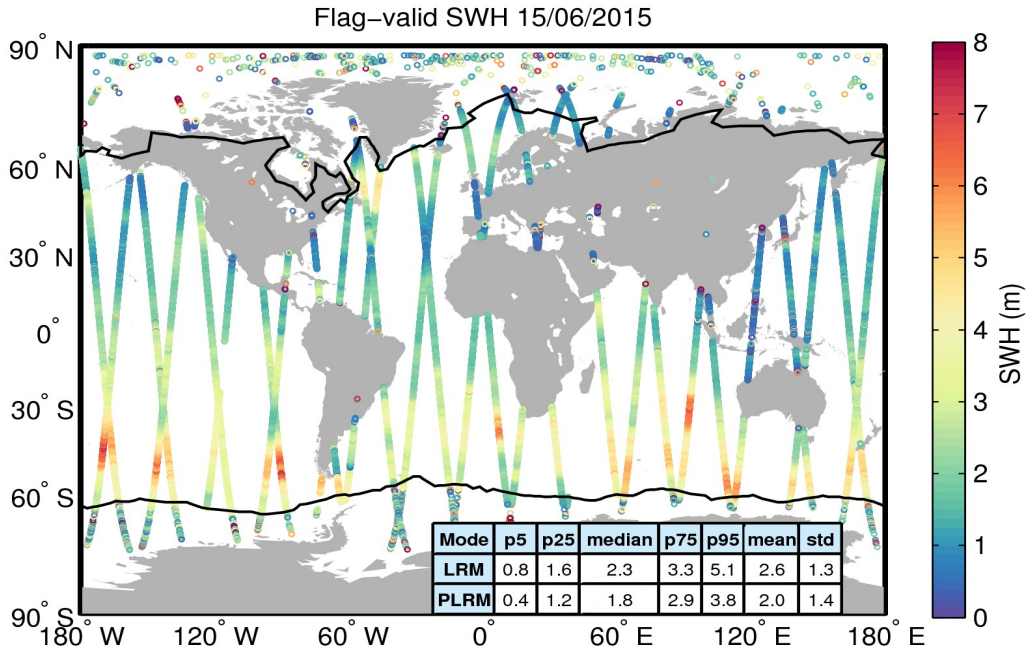 Flag−valid SWH 15/06/2015
90° N
60° N
30° N
0°
30° S
60° S
90° S
180° W
120° W
60° W
0°
60° E
120° E
180° E
Mode p5 p25 median p75 p95 mean std
LRM 0.8 1.6 2.3 3.3 5.1 2.6 1.3
PLRM 0.4 1.2 1.8 2.9 3.8 2.0 1.4
8
7
6
5
4
3
2
1
0
SWH (m)